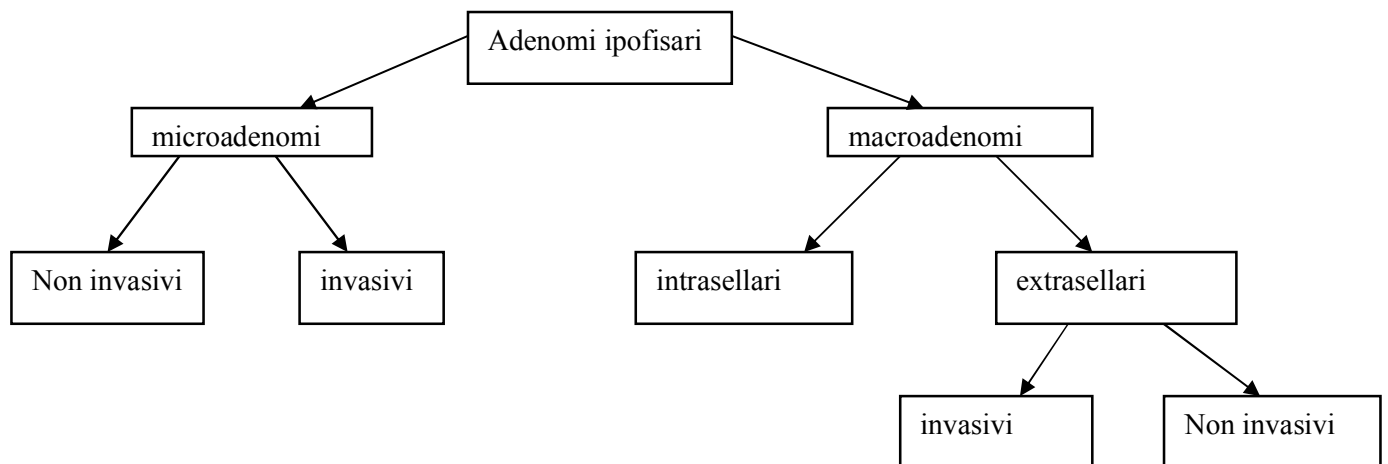 Adenomi ipofisari
microadenomi
macroadenomi
Non invasivi
invasivi
intrasellari
extrasellari
invasivi
Non invasivi